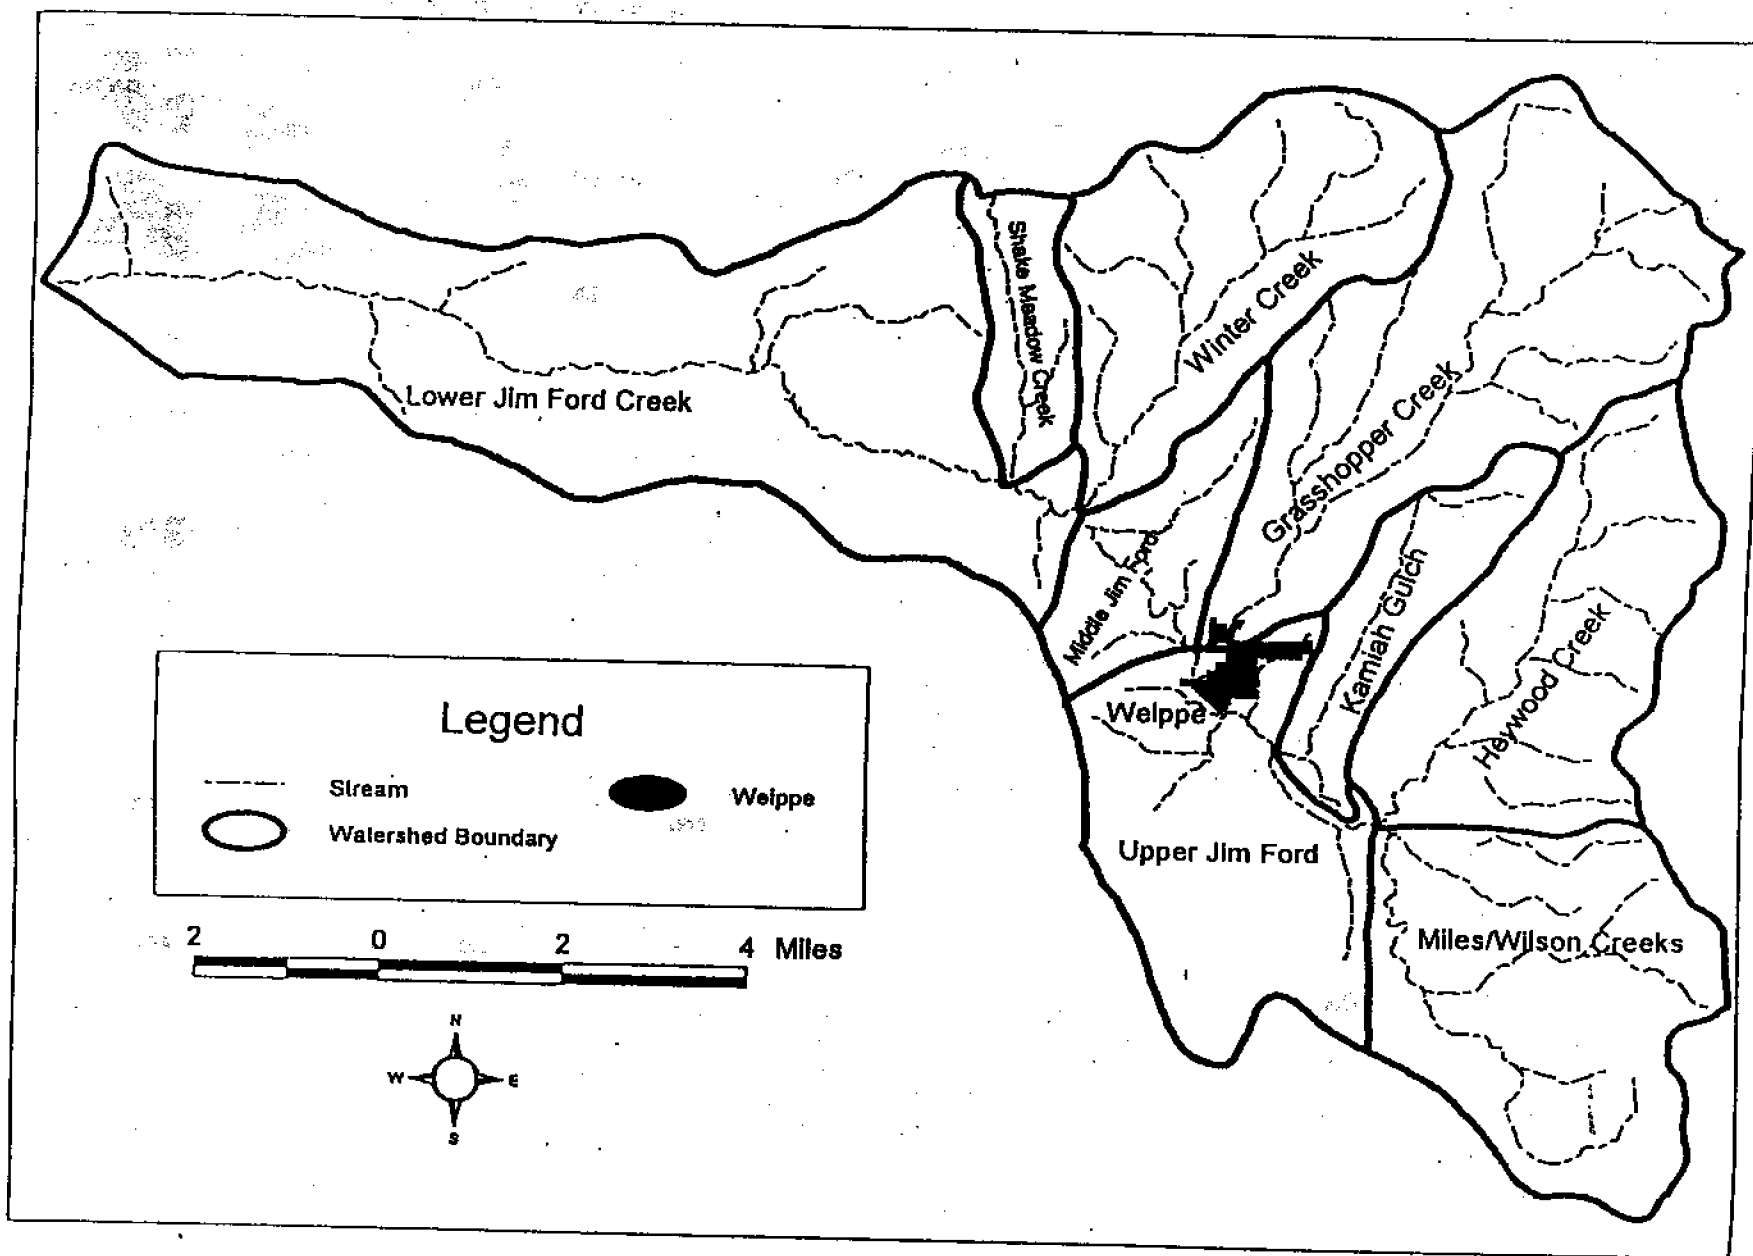 Shake Meadow Creek
Winter Creek
Lower Jim Ford Creek
Grasshopper Creek
Middle Jim Ford
Kamiah Gulch
Heywood Creek
Weippe
Upper Jim Ford
Miles/Wilson Creeks
Legend
Stream
Weippe
Watershed Boundary
2 0 2 4 Miles
N
W E
S